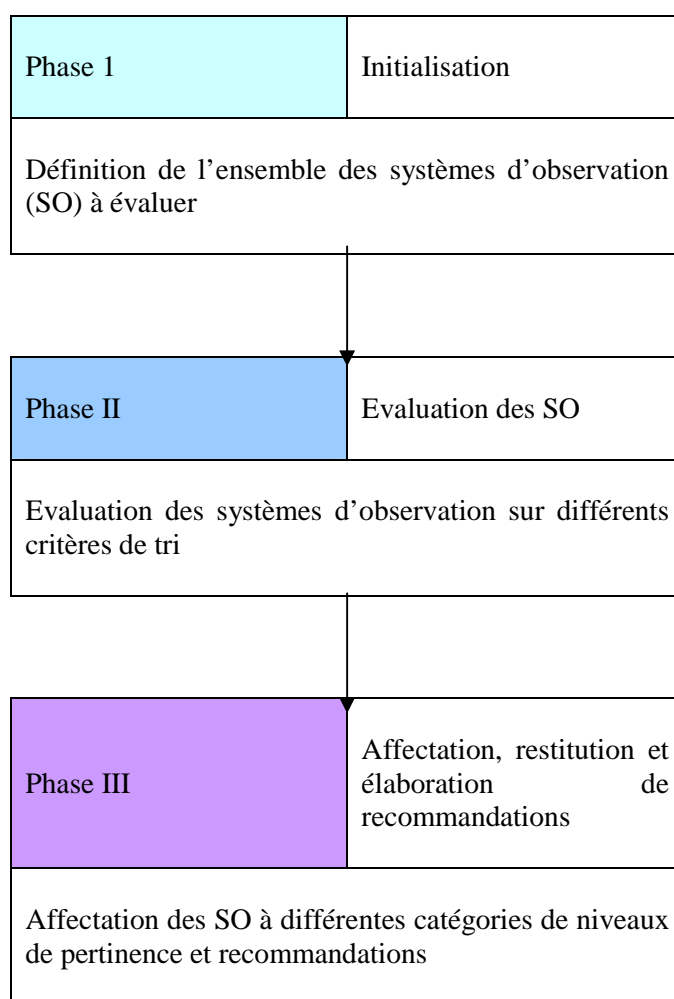 Phase 1
Initialisation
Définition de l’ensemble des systèmes d’observation
(SO) à évaluer
Phase II
Evaluation des SO
Evaluation des systèmes d’observation sur différents
critères de tri
Phase III
Affectation, restitution et
élaboration de
recommandations
Affectation des SO à différentes catégories de niveaux
de pertinence et recommandations